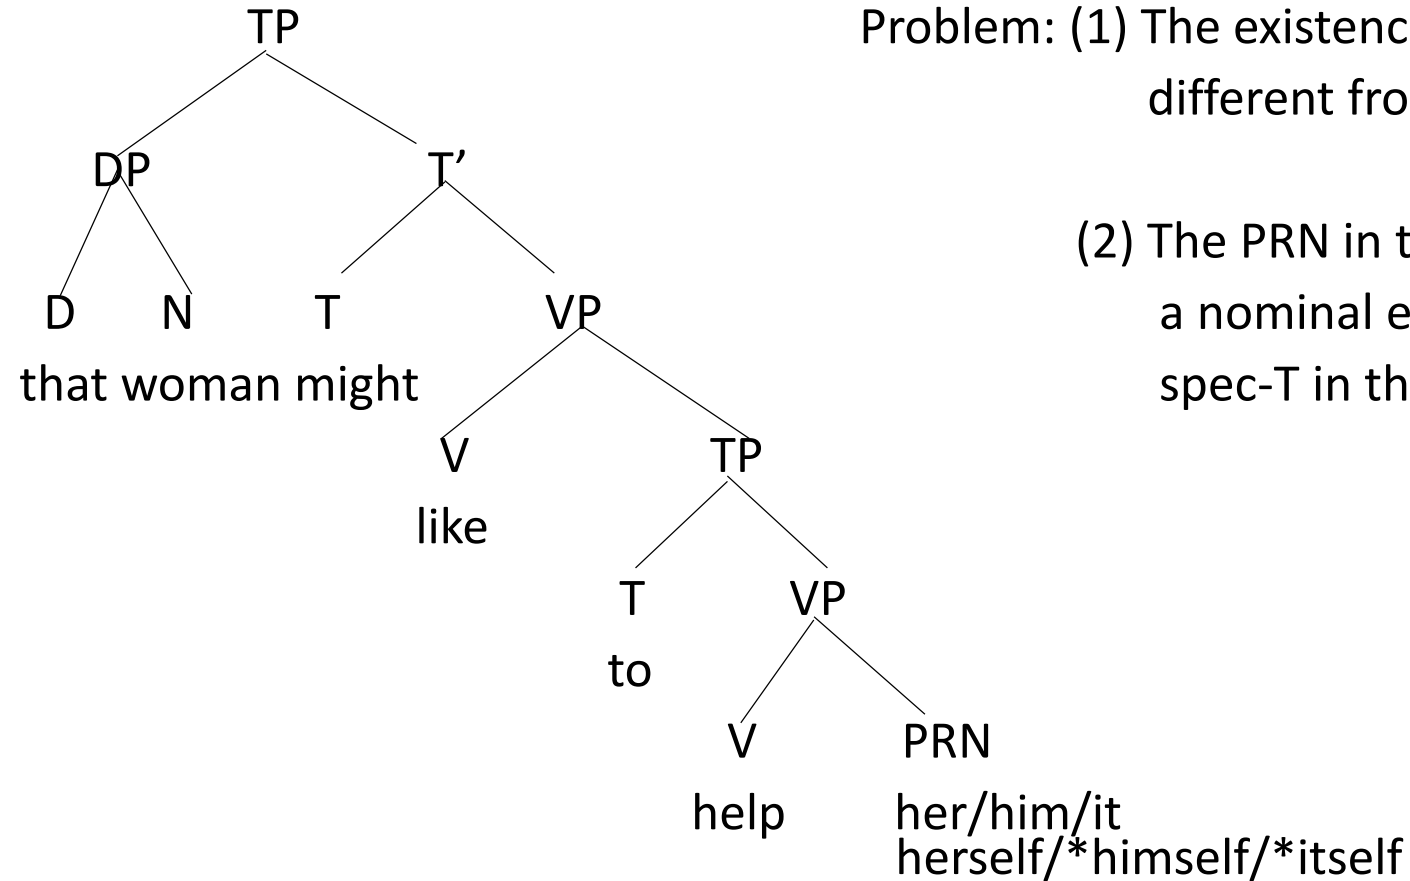 TP
Problem: (1) The existenc
different fro
DP T’
(2) The PRN in t
D N T VP
a nominal e
that woman might
spec-T in th
V TP
like
T VP
to
V PRN
help her/him/it
herself/*himself/*itself